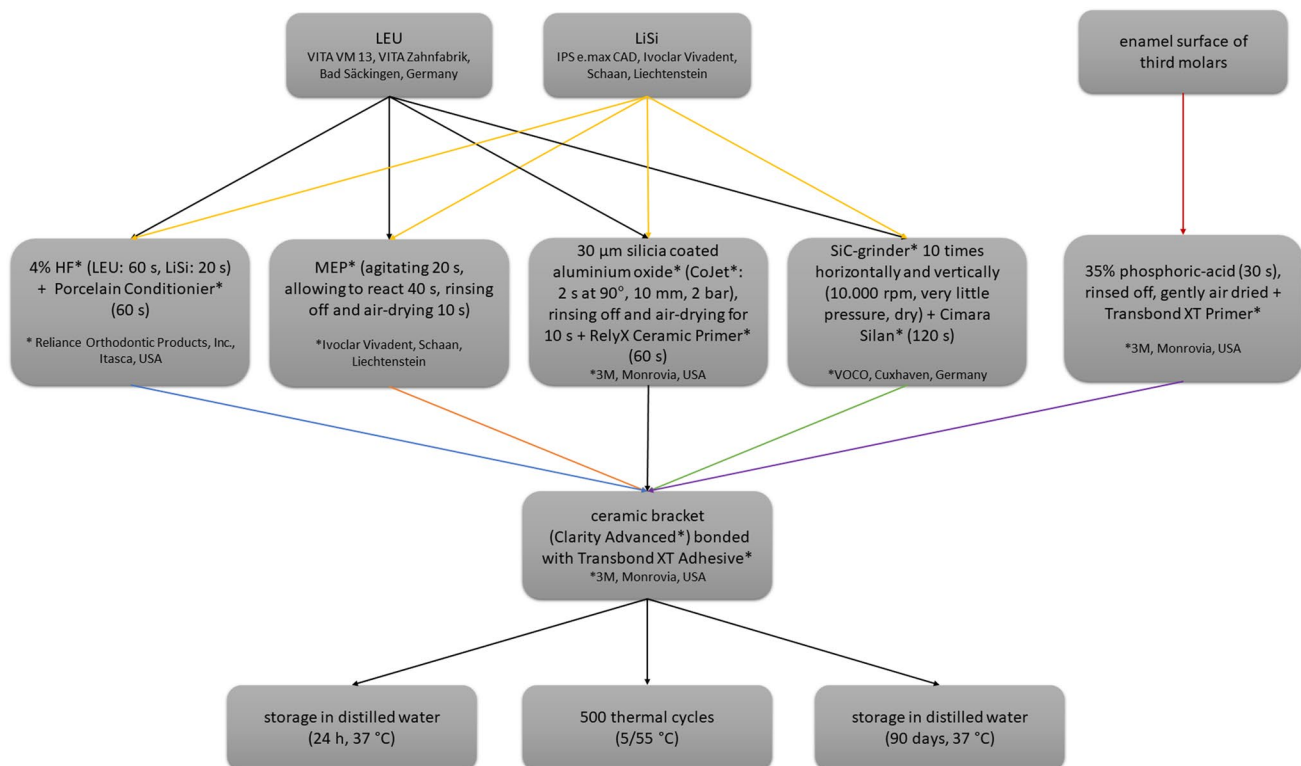 LEU
VITA VM 13, VITA Zahnfabrik,
Bad Säckingen, Germany
LiSi
IPS e.max CAD, Ivoclar Vivadent,
Schaan, Liechtenstein
enamel surface of
third molars
4% HF* (LEU: 60 s, LiSi: 20 s)
+ Porcelain Conditionier*
(60 s)
* Reliance Orthodontic Products, Inc.,
Itasca, USA
MEP* (agitating 20 s,
allowing to react 40 s, rinsing
off and air-drying 10 s)
*Ivoclar Vivadent, Schaan,
Liechtenstein
30 µm silicia coated
aluminium oxide* (CoJet*:
2 s at 90°, 10 mm, 2 bar),
rinsing off and air-drying for
10 s + RelyX Ceramic Primer*
(60 s)
*3M, Monrovia, USA
SiC-grinder* 10 times
horizontally and vertically
(10.000 rpm, very little
pressure, dry) + Cimara
Silan* (120 s)
*VOCO, Cuxhaven, Germany
35% phosphoric-acid (30 s),
rinsed off, gently air dried +
Transbond XT Primer*
*3M, Monrovia, USA
ceramic bracket
(Clarity Advanced*) bonded
with Transbond XT Adhesive*
*3M, Monrovia, USA
storage in distilled water
(24 h, 37 °C)
500 thermal cycles
(5/55 °C)
storage in distilled water
(90 days, 37 °C)